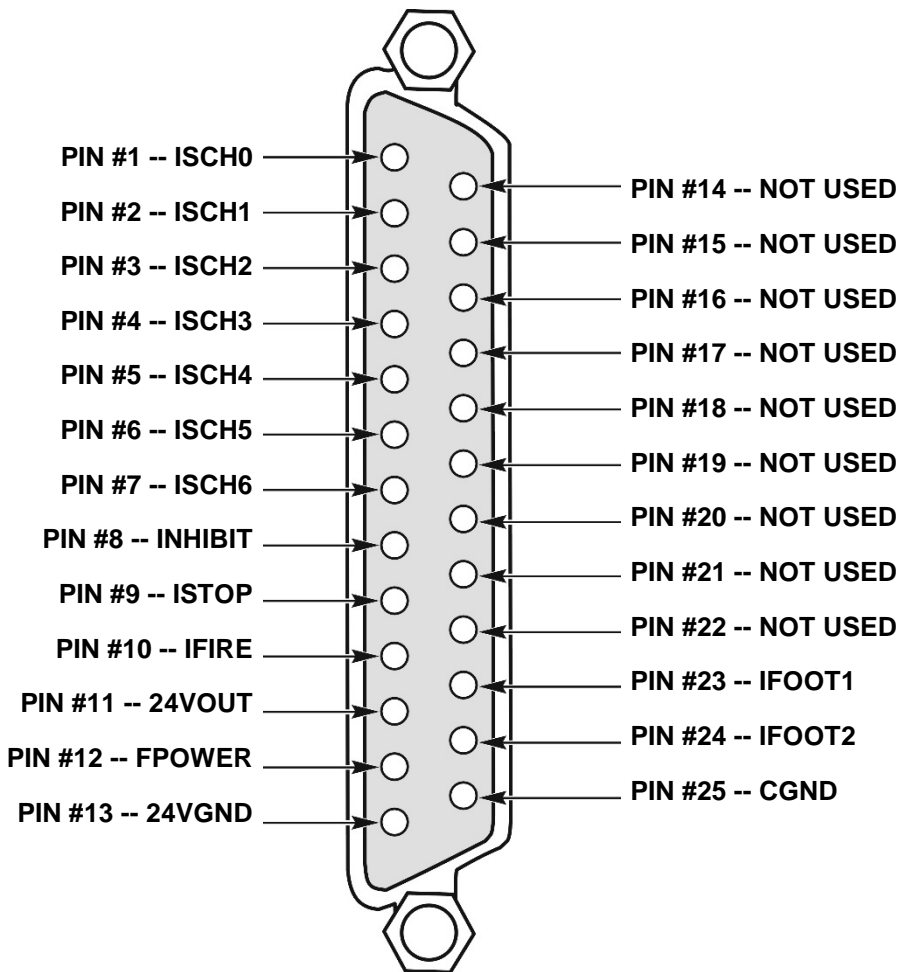 PIN #1 -- ISCH0
PIN #2 -- ISCH1
PIN #3 -- ISCH2
PIN #4 -- ISCH3
PIN #5 -- ISCH4
PIN #6 -- ISCH5
PIN #7 -- ISCH6
PIN #8 -- INHIBIT
PIN #9 -- ISTOP
PIN #10 -- IFIRE
PIN #11 -- 24VOUT
PIN #12 -- FPOWER
PIN #13 -- 24VGND
PIN #14 -- NOT USED
PIN #15 -- NOT USED
PIN #16 -- NOT USED
PIN #17 -- NOT USED
PIN #18 -- NOT USED
PIN #19 -- NOT USED
PIN #20 -- NOT USED
PIN #21 -- NOT USED
PIN #22 -- NOT USED
PIN #23 -- IFOOT1
PIN #24 -- IFOOT2
PIN #25 -- CGND